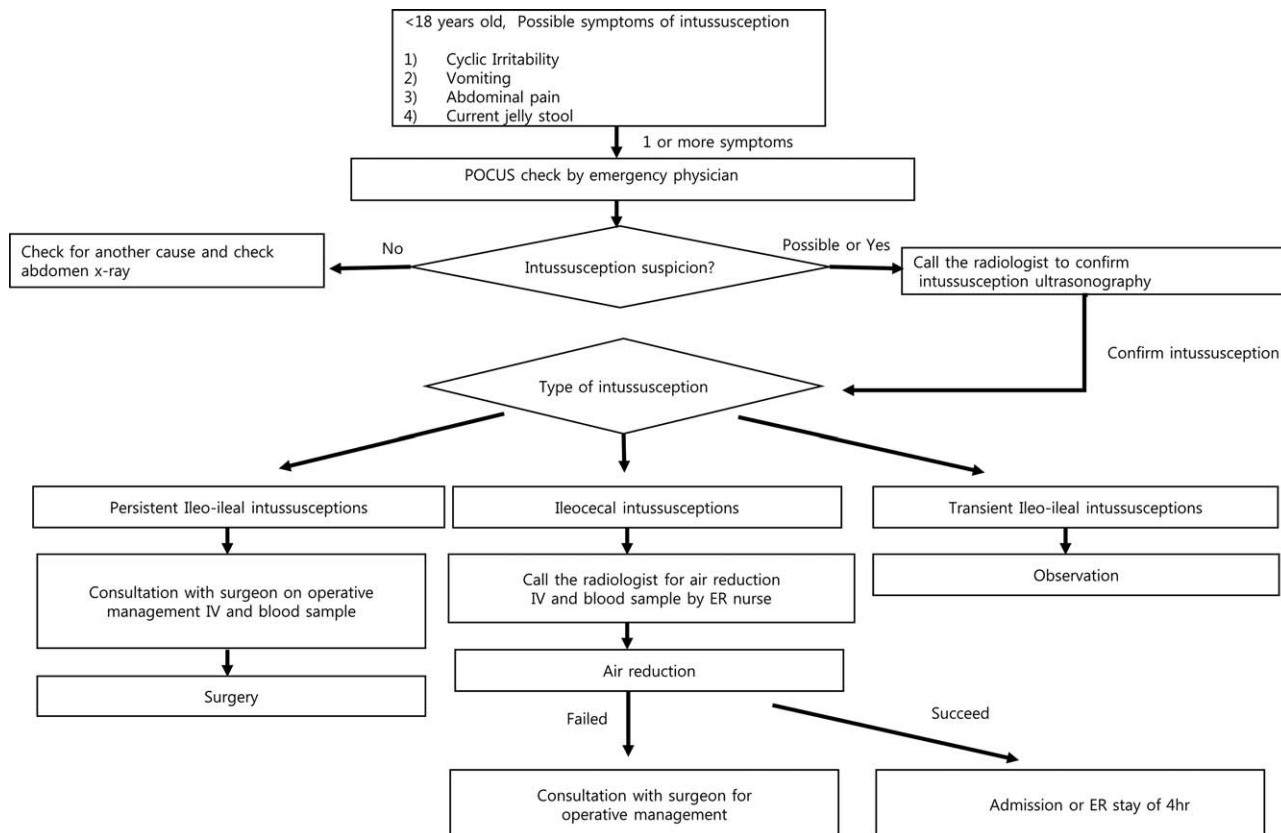 <18 years old, Possible symptoms of intussusception
1) Cyclic Irritability
2) Vomiting
3) Abdominal pain
4) Current jelly stool
1 or more symptoms
POCUS check by emergency physician
No
Possible or Yes
Check for another cause and check
abdomen x-ray
Intussusception suspicion?
Call the radiologist to confirm
intussusception ultrasonography
Confirm intussusception
Type of intussusception
Persistent Ileo-ileal intussusceptions
Ileocecal intussusceptions
Transient Ileo-ileal intussusceptions
Consultation with surgeon on operative
management IV and blood sample
Call the radiologist for air reduction
IV and blood sample by ER nurse
Observation
Surgery
Air reduction
Failed
Succeed
Consultation with surgeon for
operative management
Admission or ER stay of 4hr